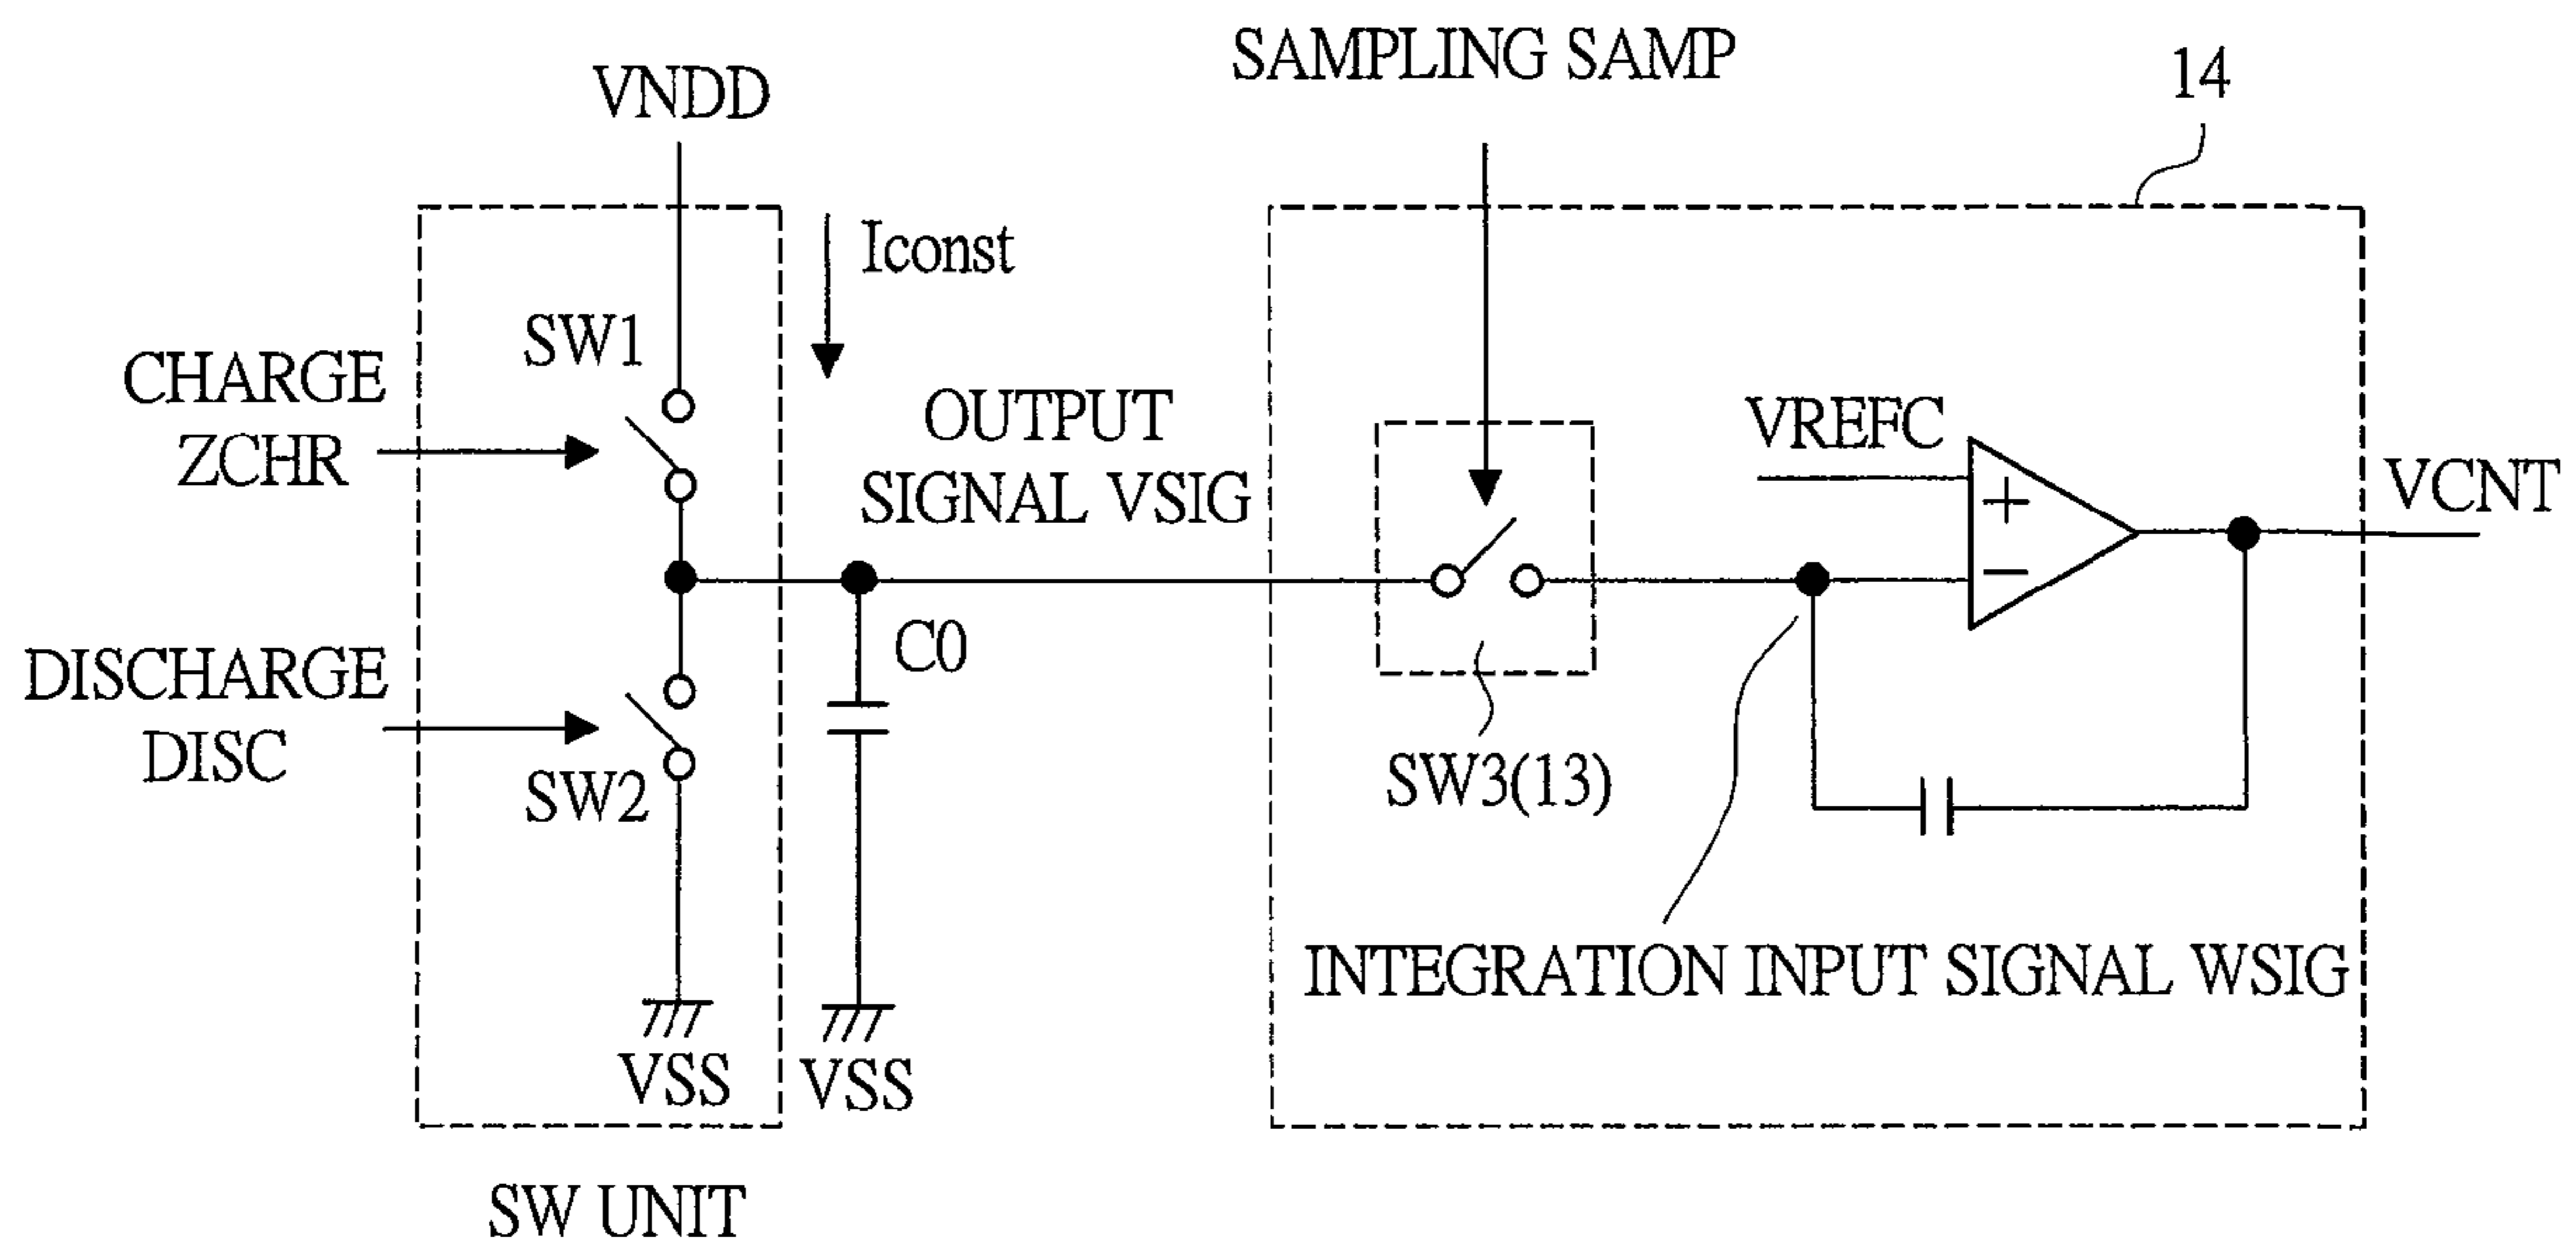 SAMPLING SAMP
14
VNDD
Iconst
SW1
CHARGE
ZCHR
OUTPUT
SIGNAL VSIG
VREFC
+
−
VCNT
C0
DISCHARGE
DISC
SW2
SW3(13)
INTEGRATION INPUT SIGNAL WSIG
VSS
VSS
SW UNIT